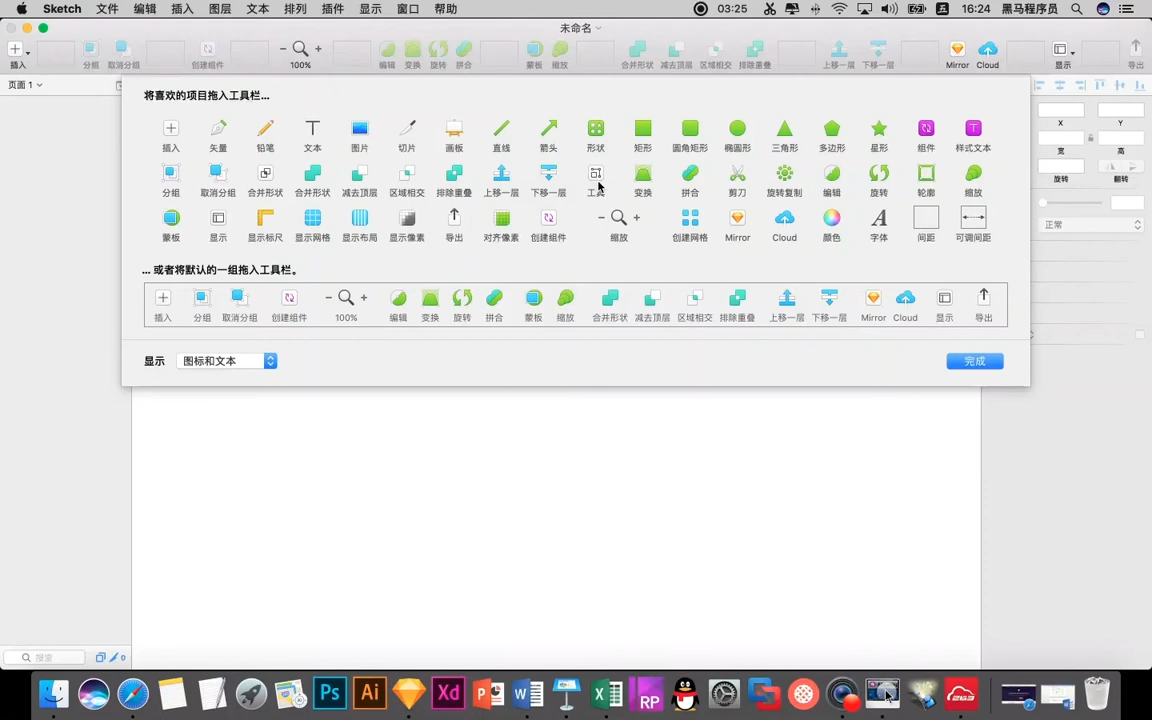 Sketch 文件 编辑 插入 图层 文本 排列 插件 显示 窗口 帮助 03:25 五 16:24 黑马程序员
未命名
插入 分组 取消分组 创建组件 100% 编辑 变换 旋转 拼合 蒙板 缩放 合并形状 减去顶层 区域相交 排除重叠 上移一层 下移一层 Mirror Cloud 显示 导出
页面 1
将喜欢的项目拖入工具栏...
X Y
插入 矢量 铅笔 文本 图片 切片 画板 直线 箭头 形状 矩形 圆角矩形 椭圆形 三角形 多边形 星形 组件 样式文本
宽 高
旋转 翻转
分组 取消分组 合并形状 合并形状 减去顶层 区域相交 排除重叠 上移一层 下移一层 工具 变换 拼合 剪刀 旋转复制 编辑 旋转 轮廓 缩放
正常
蒙板 显示 显示标尺 显示网格 显示布局 显示像素 导出 对齐像素 创建组件 缩放 创建网格 Mirror Cloud 颜色 字体 间距 可调间距
... 或者将默认的一组拖入工具栏。
插入 分组 取消分组 创建组件 100% 编辑 变换 旋转 拼合 蒙板 缩放 合并形状 减去顶层 区域相交 排除重叠 上移一层 下移一层 Mirror Cloud 显示 导出
显示 图标和文本 完成
搜索 0
Ps Ai Xd P W X RP